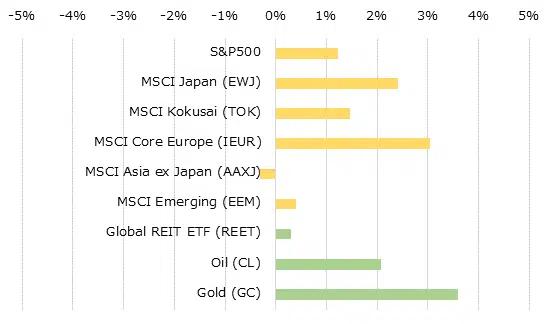 -5% -4% -3% -2% -1% 0% 1% 2% 3% 4% 5%
S&P500
MSCI Japan (EWJ)
MSCI Kokusai (TOK)
MSCI Core Europe (IEUR)
MSCI Asia ex Japan (AAXJ)
MSCI Emerging (EEM)
Global REIT ETF (REET)
Oil (CL)
Gold (GC)